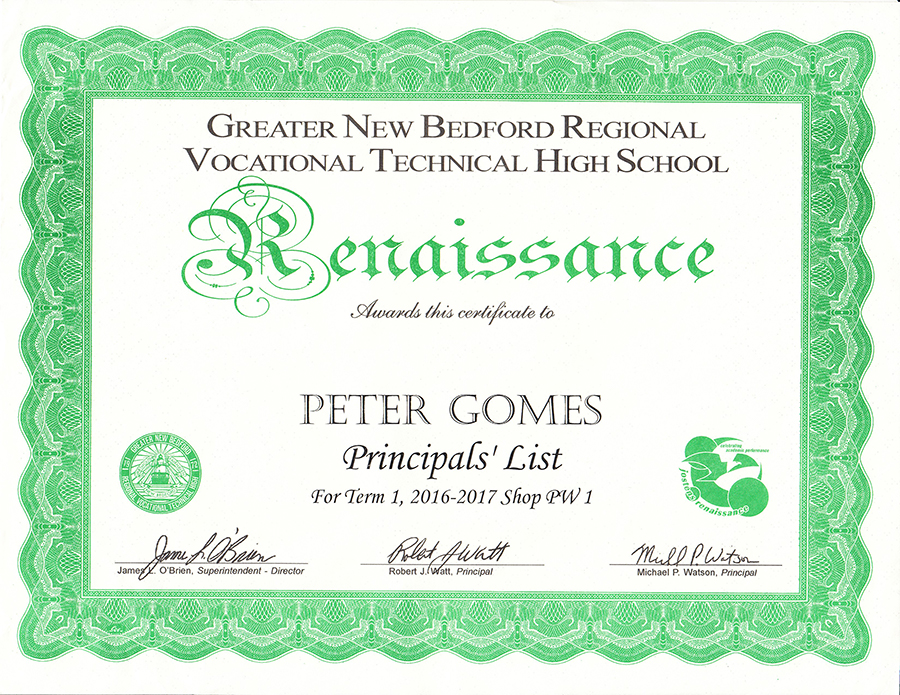 GREATER NEW BEDFORD REGIONAL
VOCATIONAL TECHNICAL HIGH SCHOOL
Renaissance
Awards this certificate to
PETER GOMES
Principals' List
For Term 1, 2016-2017 Shop PW 1
GREATER NEW BEDFORD
VOCATIONAL TECHNICAL
celebrating
academic performance
jostens renaissance
James L. O'Brien
Robert J Watt
Michael P. Watson
James L. O'Brien, Superintendent - Director
Robert J. Watt, Principal
Michael P. Watson, Principal